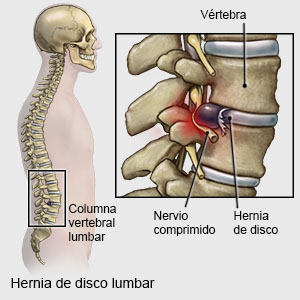 Vértebra
Columna
vertebral
lumbar
Nervio
comprimido
Hernia
de disco
Hernia de disco lumbar